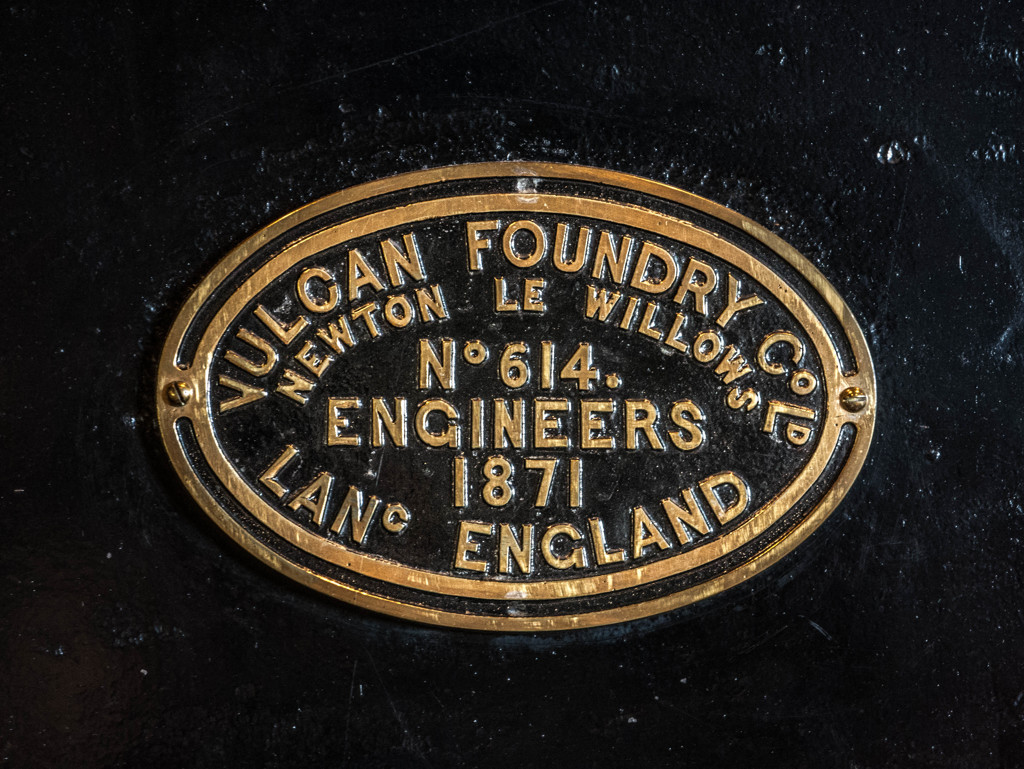 VULCAN FOUNDRY Cº LD
NEWTON LE WILLOWS
Nº 614.
ENGINEERS
1871
LANC ENGLAND